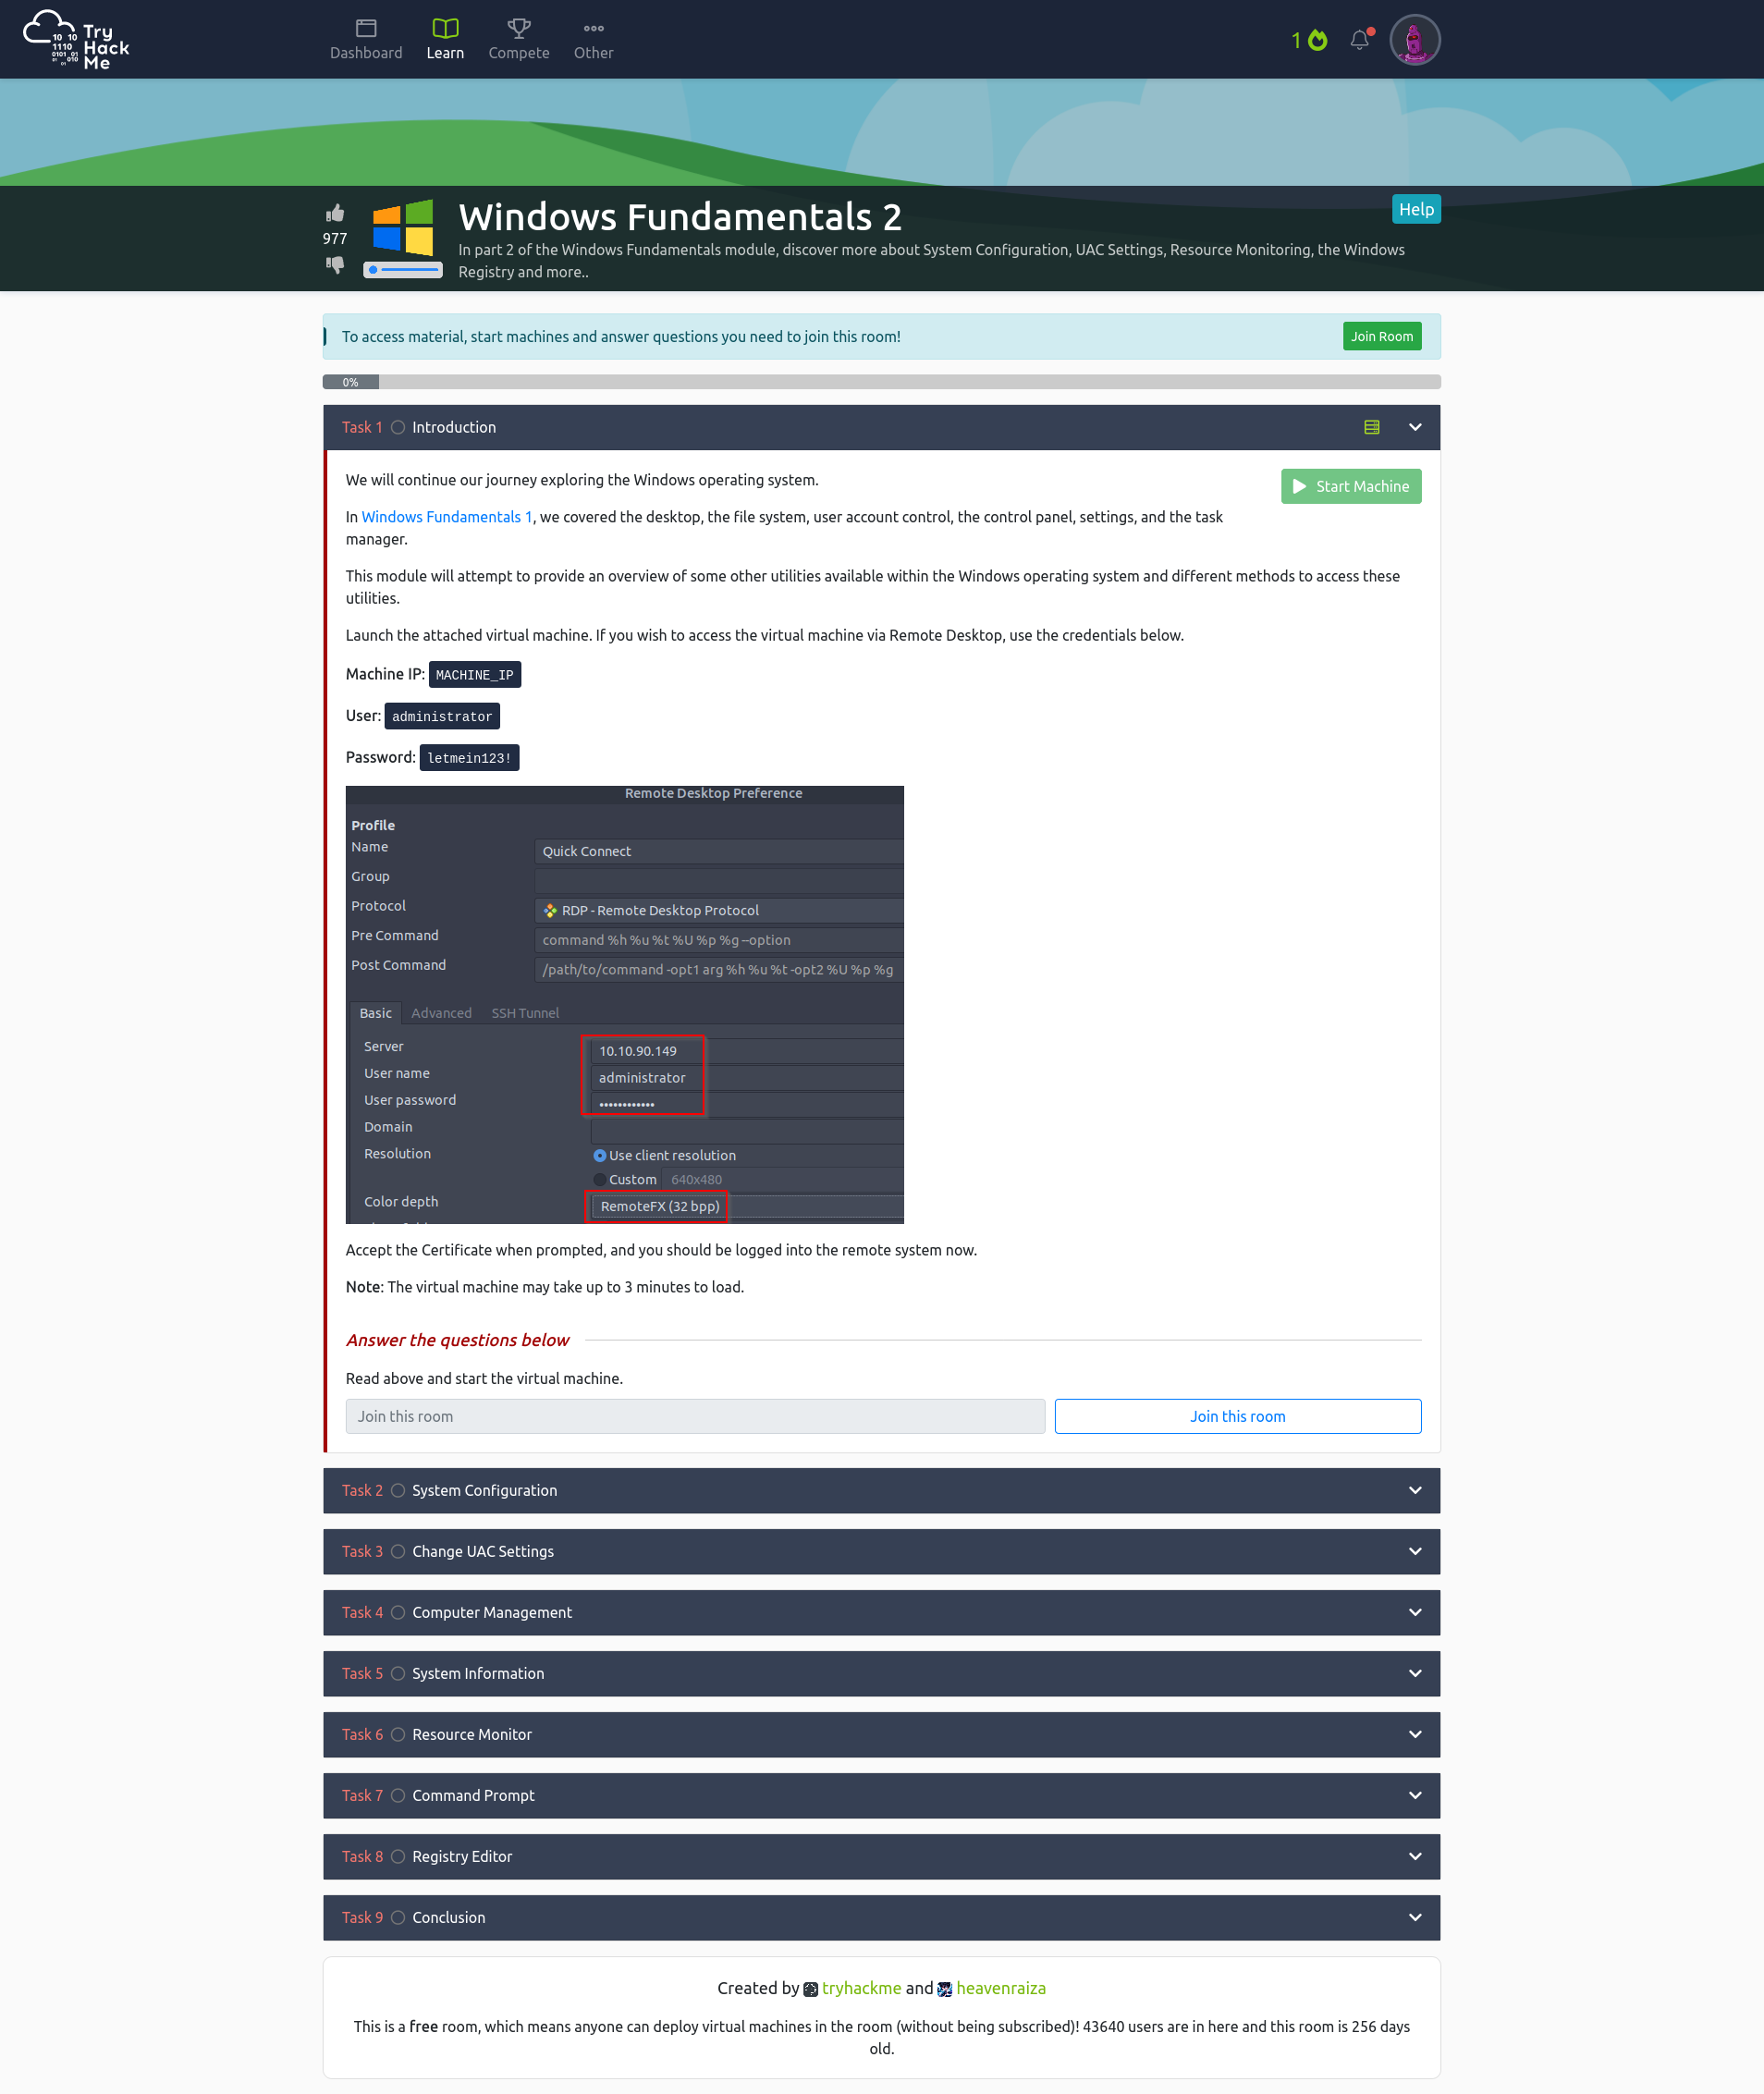 Try
Hack
Me
10 10
1110
0101 01
01 010
01
Dashboard
Learn
Compete
Other
1
977
Windows Fundamentals 2
Help
In part 2 of the Windows Fundamentals module, discover more about System Configuration, UAC Settings, Resource Monitoring, the Windows
Registry and more..
To access material, start machines and answer questions you need to join this room!
Join Room
0%
Task 1 Introduction
We will continue our journey exploring the Windows operating system.
Start Machine
In Windows Fundamentals 1, we covered the desktop, the file system, user account control, the control panel, settings, and the task
manager.
This module will attempt to provide an overview of some other utilities available within the Windows operating system and different methods to access these
utilities.
Launch the attached virtual machine. If you wish to access the virtual machine via Remote Desktop, use the credentials below.
Machine IP: MACHINE_IP
User: administrator
Password: letmein123!
Remote Desktop Preference
Profile
Name Quick Connect
Group
Protocol RDP - Remote Desktop Protocol
Pre Command command %h %u %t %U %p %g --option
Post Command /path/to/command -opt1 arg %h %u %t -opt2 %U %p %g
Basic Advanced SSH Tunnel
Server 10.10.90.149
User name administrator
User password ••••••••••••
Domain
Resolution Use client resolution
Custom 640x480
Color depth RemoteFX (32 bpp)
Accept the Certificate when prompted, and you should be logged into the remote system now.
Note: The virtual machine may take up to 3 minutes to load.
Answer the questions below
Read above and start the virtual machine.
Join this room Join this room
Task 2 System Configuration
Task 3 Change UAC Settings
Task 4 Computer Management
Task 5 System Information
Task 6 Resource Monitor
Task 7 Command Prompt
Task 8 Registry Editor
Task 9 Conclusion
Created by tryhackme and heavenraiza
This is a free room, which means anyone can deploy virtual machines in the room (without being subscribed)! 43640 users are in here and this room is 256 days
old.